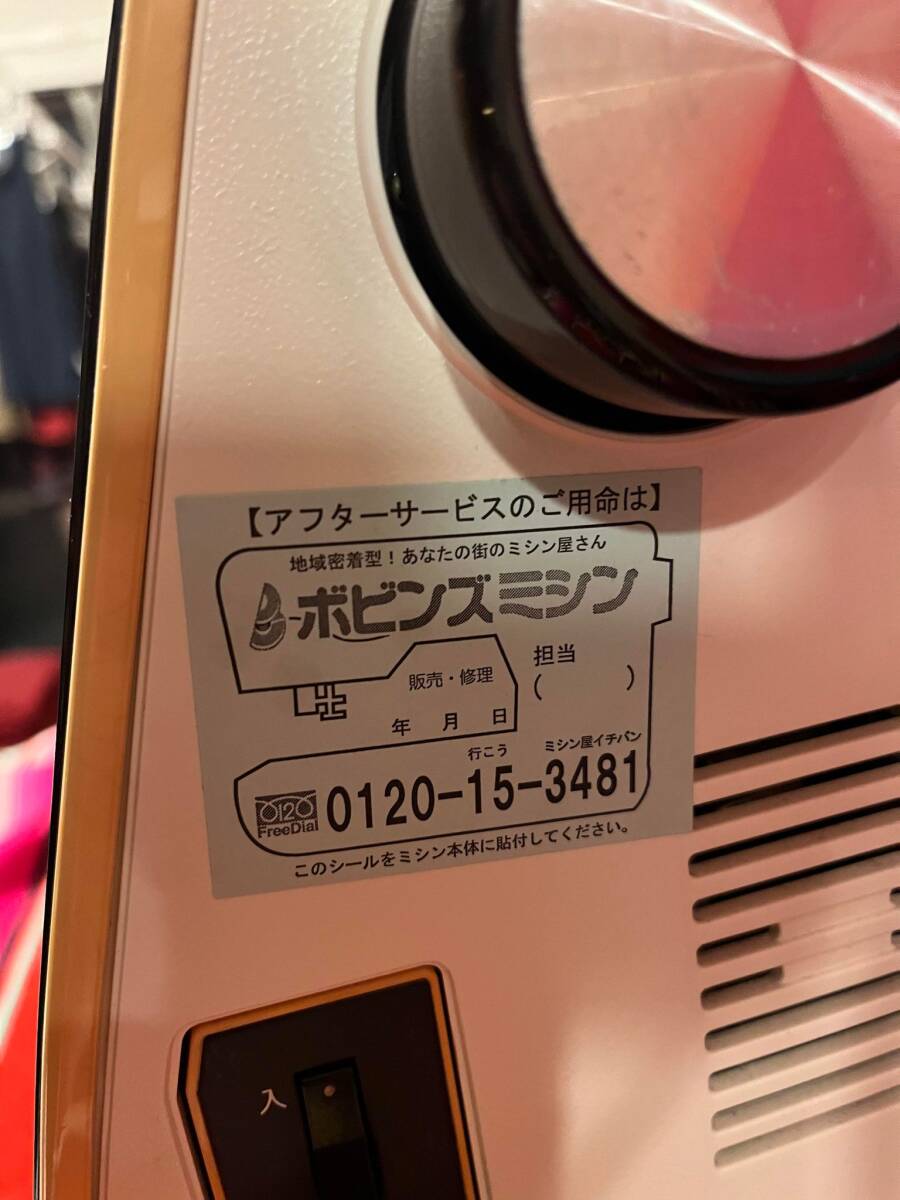 【アフターサービスのご用命は】
地域密着型！あなたの街のミシン屋さん
ボビンズミシン
販売・修理
担当
(　　　)
年　月　日
行こう　ミシン屋イチバン
0120
FreeDial
0120-15-3481
このシールをミシン本体に貼付してください。
入